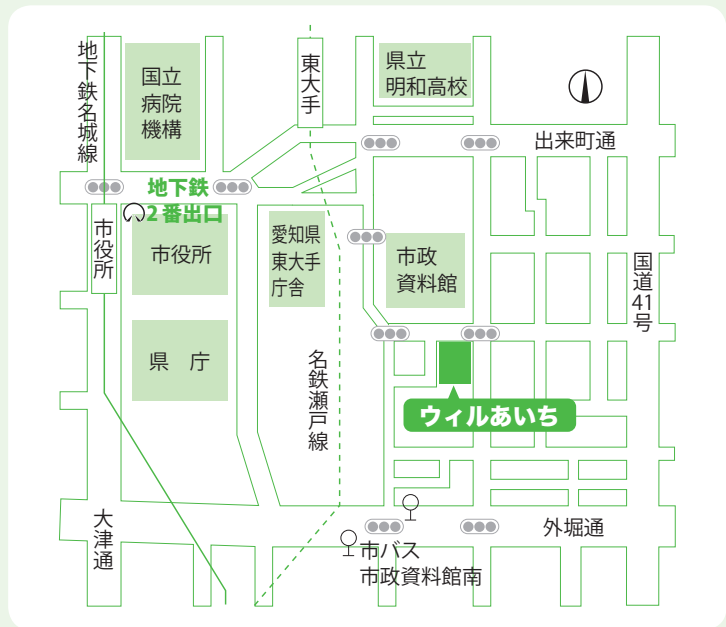 地下鉄名城線
国立
病院
機構
東大手
県立
明和高校
出来町通
地下鉄
2番出口
市役所
市役所
愛知県
東大手
庁舎
市政
資料館
国道41号
県 庁
名鉄瀬戸線
ウィルあいち
大津通
外堀通
市バス
市政資料館南